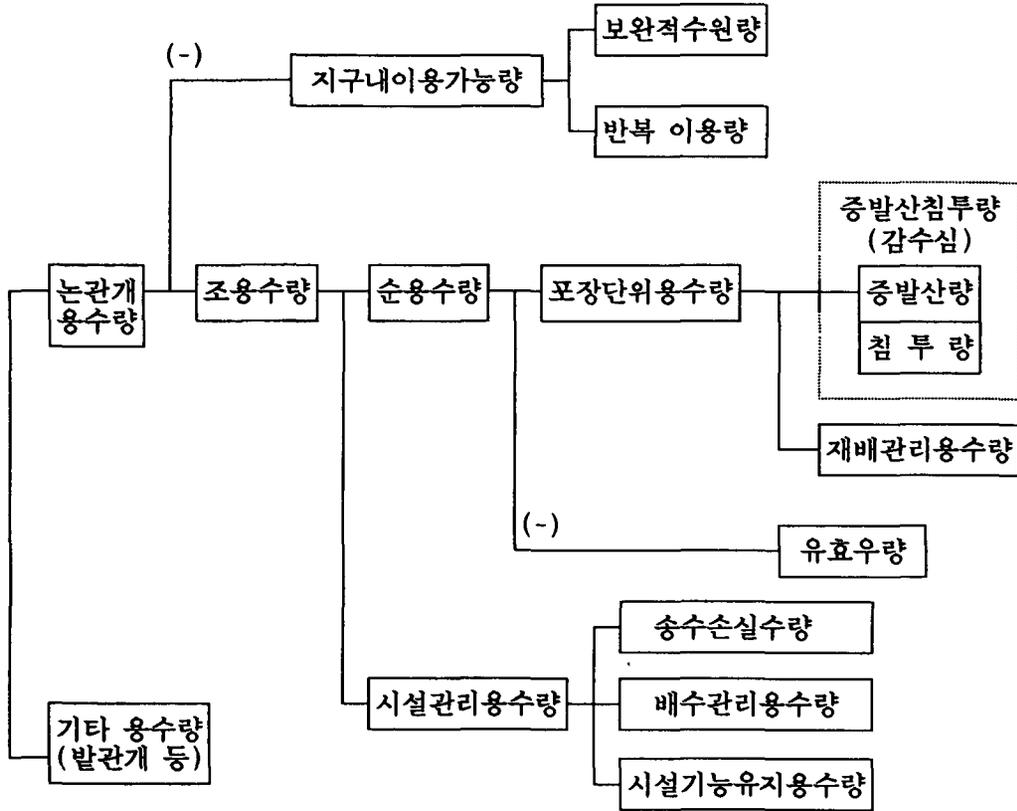 보완적수원량
(-)
지구내이용가능량
반복 이용량
증발산침투량
(감수심)
논관개
용수량
조용수량
순용수량
포장단위용수량
증발산량
침 투 량
재배관리용수량
(-)
유효우량
송수손실수량
시설관리용수량
배수관리용수량
기타 용수량
(밭관개 등)
시설기능유지용수량